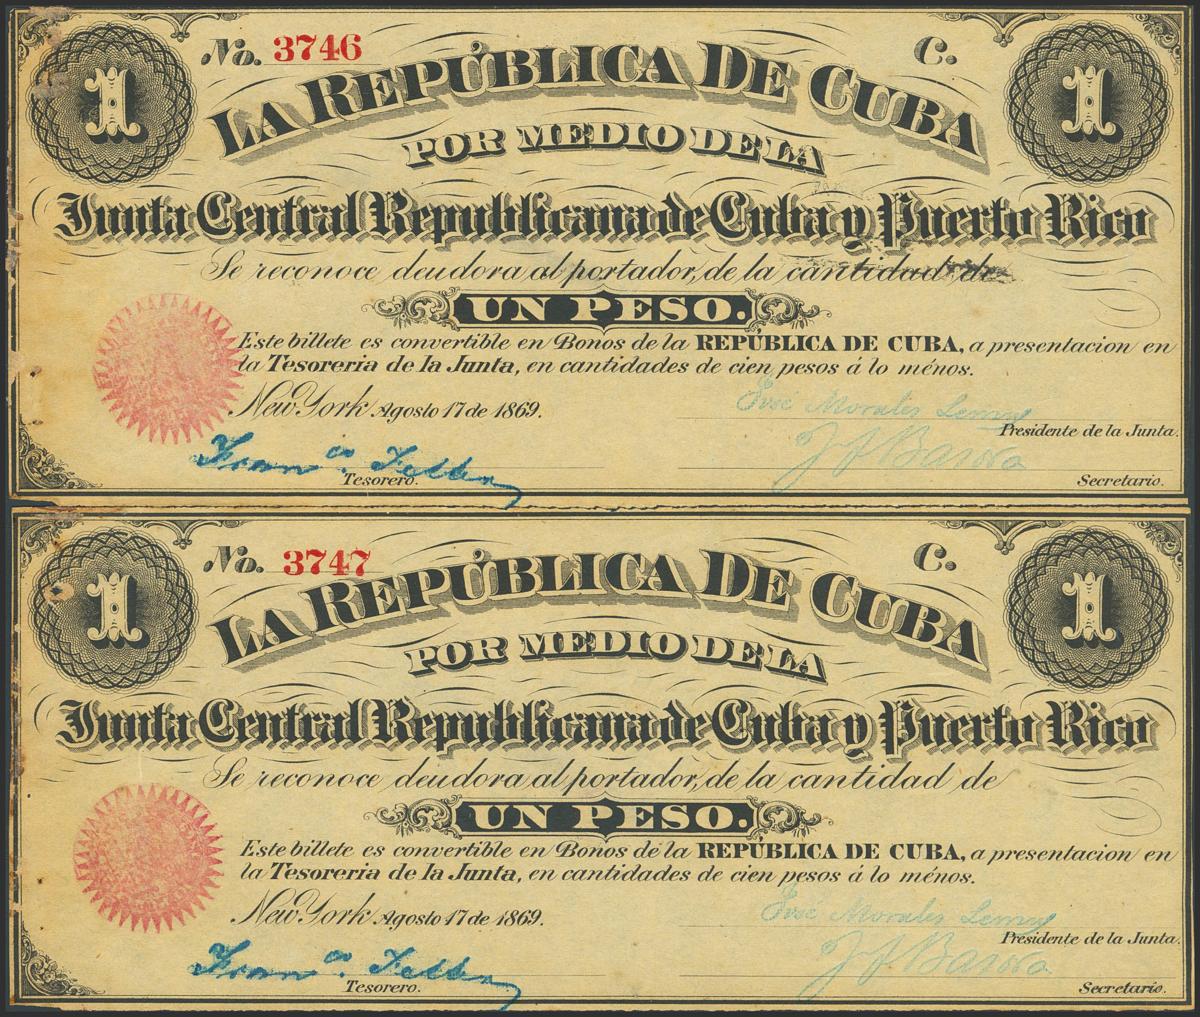 1 No. 3746 C. 1
LA REPÚBLICA DE CUBA
POR MEDIO DE LA
Junta Central Republicana de Cuba y Puerto Rico
Se reconoce deudora al portador, de la cantidad de
UN PESO.
Este billete es convertible en Bonos de la REPÚBLICA DE CUBA, a presentacion en
la Tesoreria de la Junta, en cantidades de cien pesos á lo ménos.
New York Agosto 17 de 1869.
José Morales Lemus
Presidente de la Junta.
Tesorero.
Secretario.
1 No. 3747 C. 1
LA REPÚBLICA DE CUBA
POR MEDIO DE LA
Junta Central Republicana de Cuba y Puerto Rico
Se reconoce deudora al portador, de la cantidad de
UN PESO.
Este billete es convertible en Bonos de la REPÚBLICA DE CUBA, a presentacion en
la Tesoreria de la Junta, en cantidades de cien pesos á lo ménos.
New York Agosto 17 de 1869.
José Morales Lemus
Presidente de la Junta.
Tesorero.
Secretario.